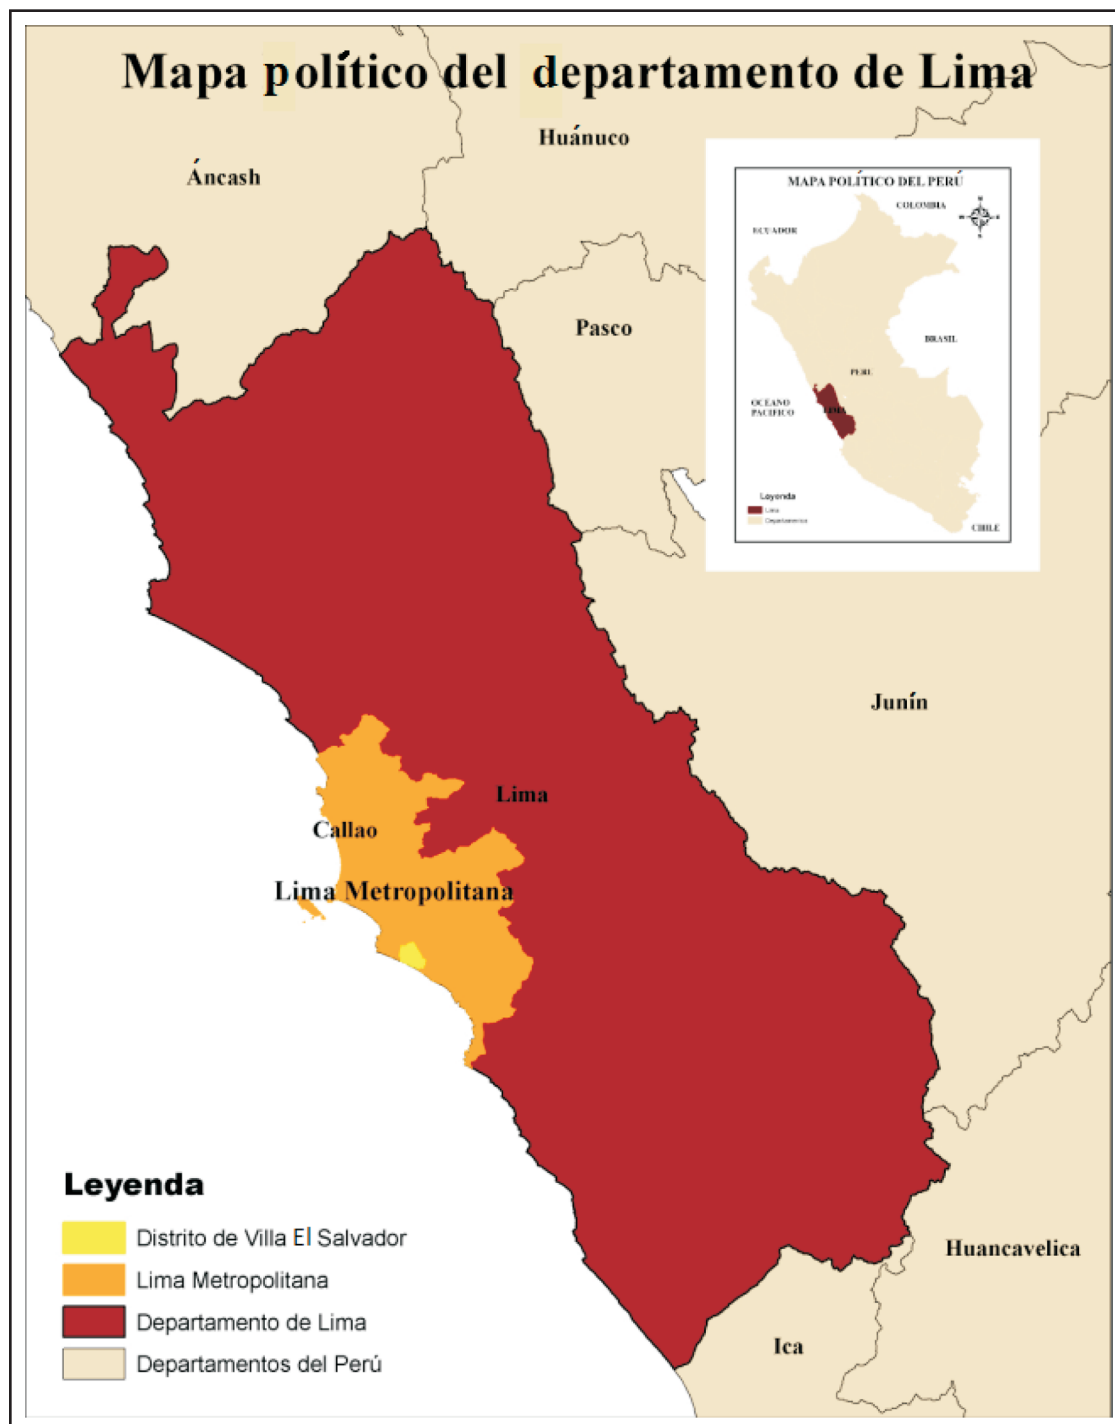 Mapa político del departamento de Lima
Huánuco
Áncash
MAPA POLÍTICO DEL PERÚ
COLOMBIA
N
W E
S
ECUADOR
Pasco
BRASIL
PERU
OCEANO
PACIFICO
LIMA
Leyenda
Lima
Departamentos
CHILE
Junín
Lima
Callao
Lima Metropolitana
Leyenda
Distrito de Villa El Salvador
Lima Metropolitana
Departamento de Lima
Departamentos del Perú
Huancavelica
Ica